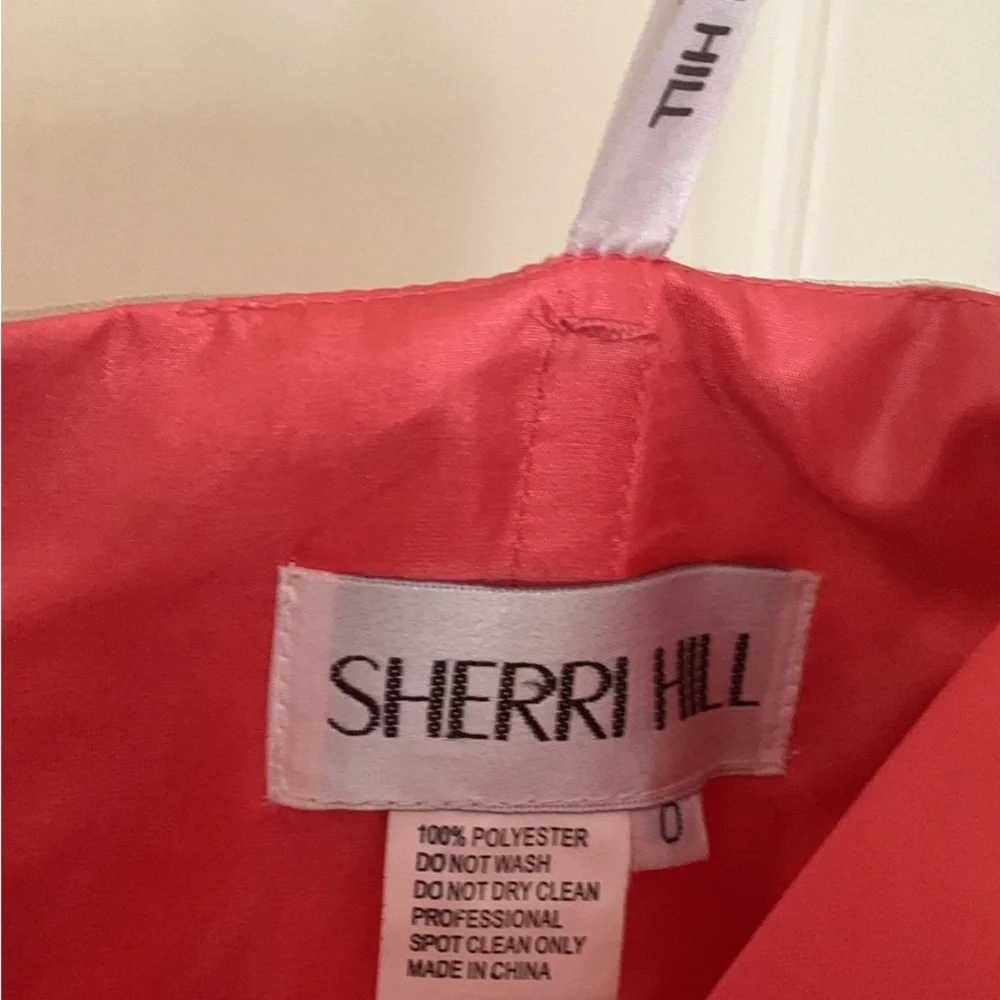 HILL
SHERRI HILL
0
100% POLYESTER
DO NOT WASH
DO NOT DRY CLEAN
PROFESSIONAL
SPOT CLEAN ONLY
MADE IN CHINA